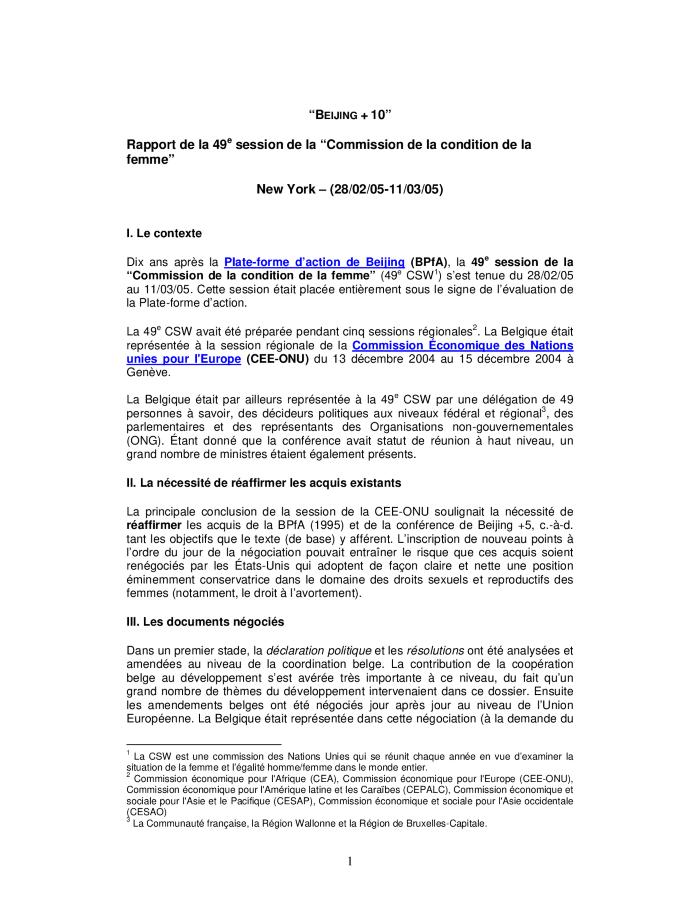 “BEIJING + 10”
Rapport de la 49e session de la “Commission de la condition de la
femme”
New York – (28/02/05-11/03/05)
I. Le contexte
Dix ans après la Plate-forme d’action de Beijing (BPfA), la 49e session de la
“Commission de la condition de la femme” (49e CSW1) s’est tenue du 28/02/05
au 11/03/05. Cette session était placée entièrement sous le signe de l’évaluation de
la Plate-forme d’action.
La 49e CSW avait été préparée pendant cinq sessions régionales2. La Belgique était
représentée à la session régionale de la Commission Économique des Nations
unies pour l'Europe (CEE-ONU) du 13 décembre 2004 au 15 décembre 2004 à
Genève.
La Belgique était par ailleurs représentée à la 49e CSW par une délégation de 49
personnes à savoir, des décideurs politiques aux niveaux fédéral et régional3, des
parlementaires et des représentants des Organisations non-gouvernementales
(ONG). Étant donné que la conférence avait statut de réunion à haut niveau, un
grand nombre de ministres étaient également présents.
II. La nécessité de réaffirmer les acquis existants
La principale conclusion de la session de la CEE-ONU soulignait la nécessité de
réaffirmer les acquis de la BPfA (1995) et de la conférence de Beijing +5, c.-à-d.
tant les objectifs que le texte (de base) y afférent. L’inscription de nouveau points à
l’ordre du jour de la négociation pouvait entraîner le risque que ces acquis soient
renégociés par les États-Unis qui adoptent de façon claire et nette une position
éminemment conservatrice dans le domaine des droits sexuels et reproductifs des
femmes (notamment, le droit à l’avortement).
III. Les documents négociés
Dans un premier stade, la déclaration politique et les résolutions ont été analysées et
amendées au niveau de la coordination belge. La contribution de la coopération
belge au développement s’est avérée très importante à ce niveau, du fait qu’un
grand nombre de thèmes du développement intervenaient dans ce dossier. Ensuite
les amendements belges ont été négociés jour après jour au niveau de l’Union
Européenne. La Belgique était représentée dans cette négociation (à la demande du
1 La CSW est une commission des Nations Unies qui se réunit chaque année en vue d’examiner la
situation de la femme et l’égalité homme/femme dans le monde entier.
2 Commission économique pour l'Afrique (CEA), Commission économique pour l'Europe (CEE-ONU),
Commission économique pour l'Amérique latine et les Caraïbes (CEPALC), Commission économique et
sociale pour l'Asie et le Pacifique (CESAP), Commission économique et sociale pour l'Asie occidentale
(CESAO)
3 La Communauté française, la Région Wallonne et la Région de Bruxelles-Capitale.
1